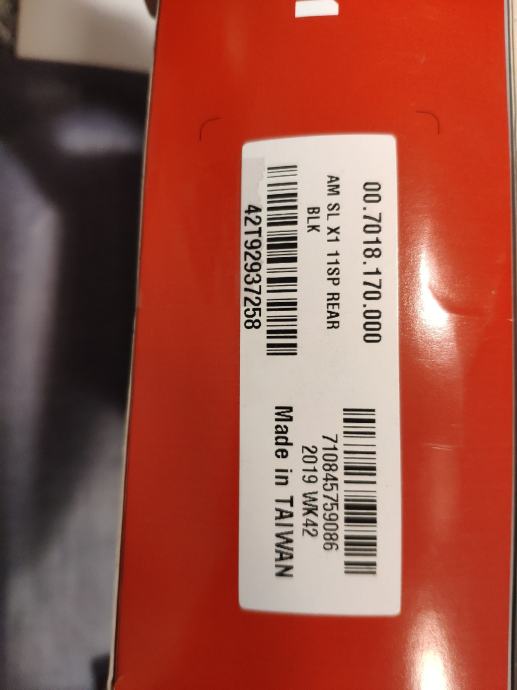 00.7018.170.000
AM SL X1 11SP REAR
BLK
42T92937258
710845759086
2019 WK42
Made in TAIWAN